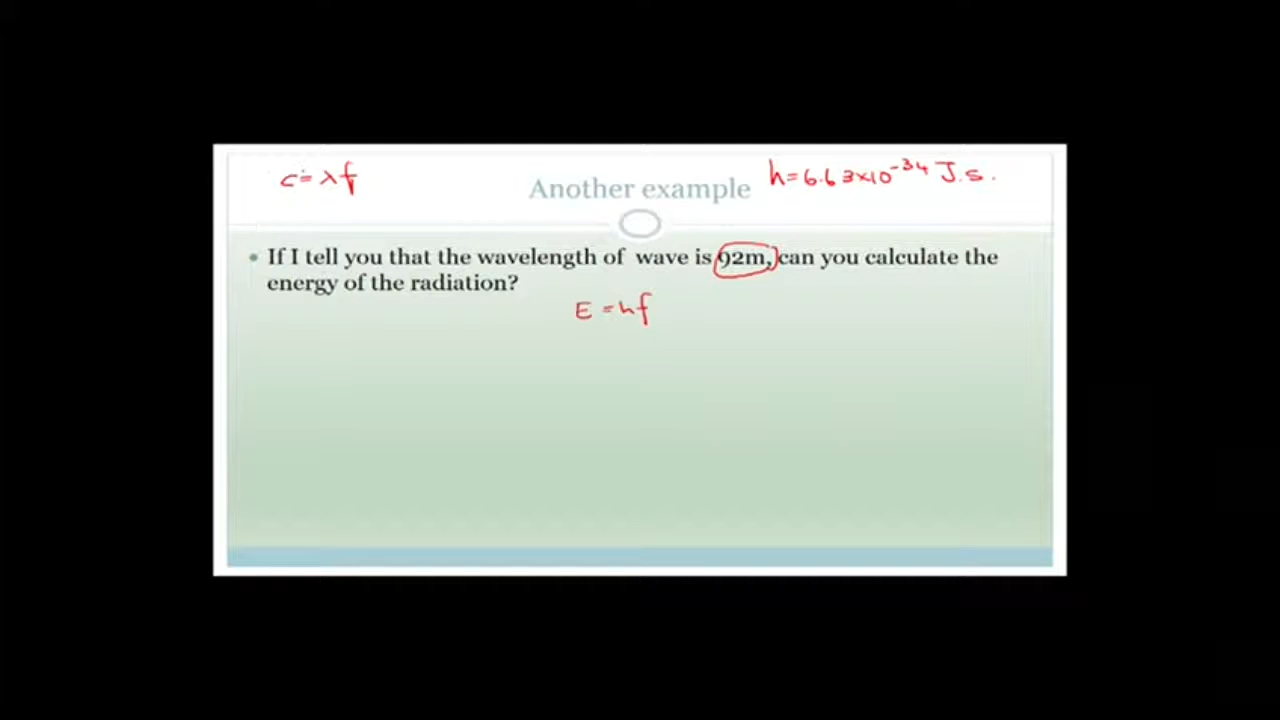 c = λf
Another example
h = 6.63×10⁻³⁴ J.s.
• If I tell you that the wavelength of wave is 92m, can you calculate the
energy of the radiation?
E = hf